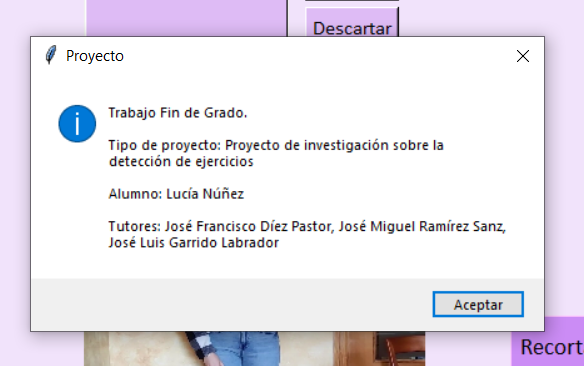 Descartar
Proyecto
Trabajo Fin de Grado.
Tipo de proyecto: Proyecto de investigación sobre la
detección de ejercicios
Alumno: Lucía Núñez
Tutores: José Francisco Díez Pastor, José Miguel Ramírez Sanz,
José Luis Garrido Labrador
Aceptar
Recort